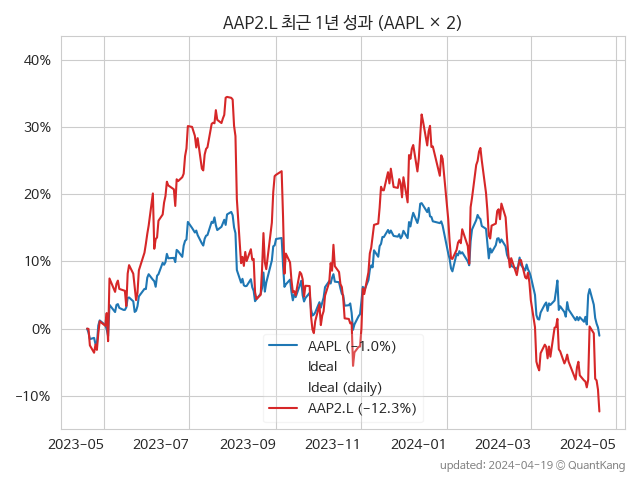 AAP2.L 최근 1년 성과 (AAPL × 2)
40%
30%
20%
10%
0%
−10%
AAPL (−1.0%)
Ideal
Ideal (daily)
AAP2.L (−12.3%)
2023−05 2023−07 2023−09 2023−11 2024−01 2024−03 2024−05
updated: 2024-04-19 © QuantKang